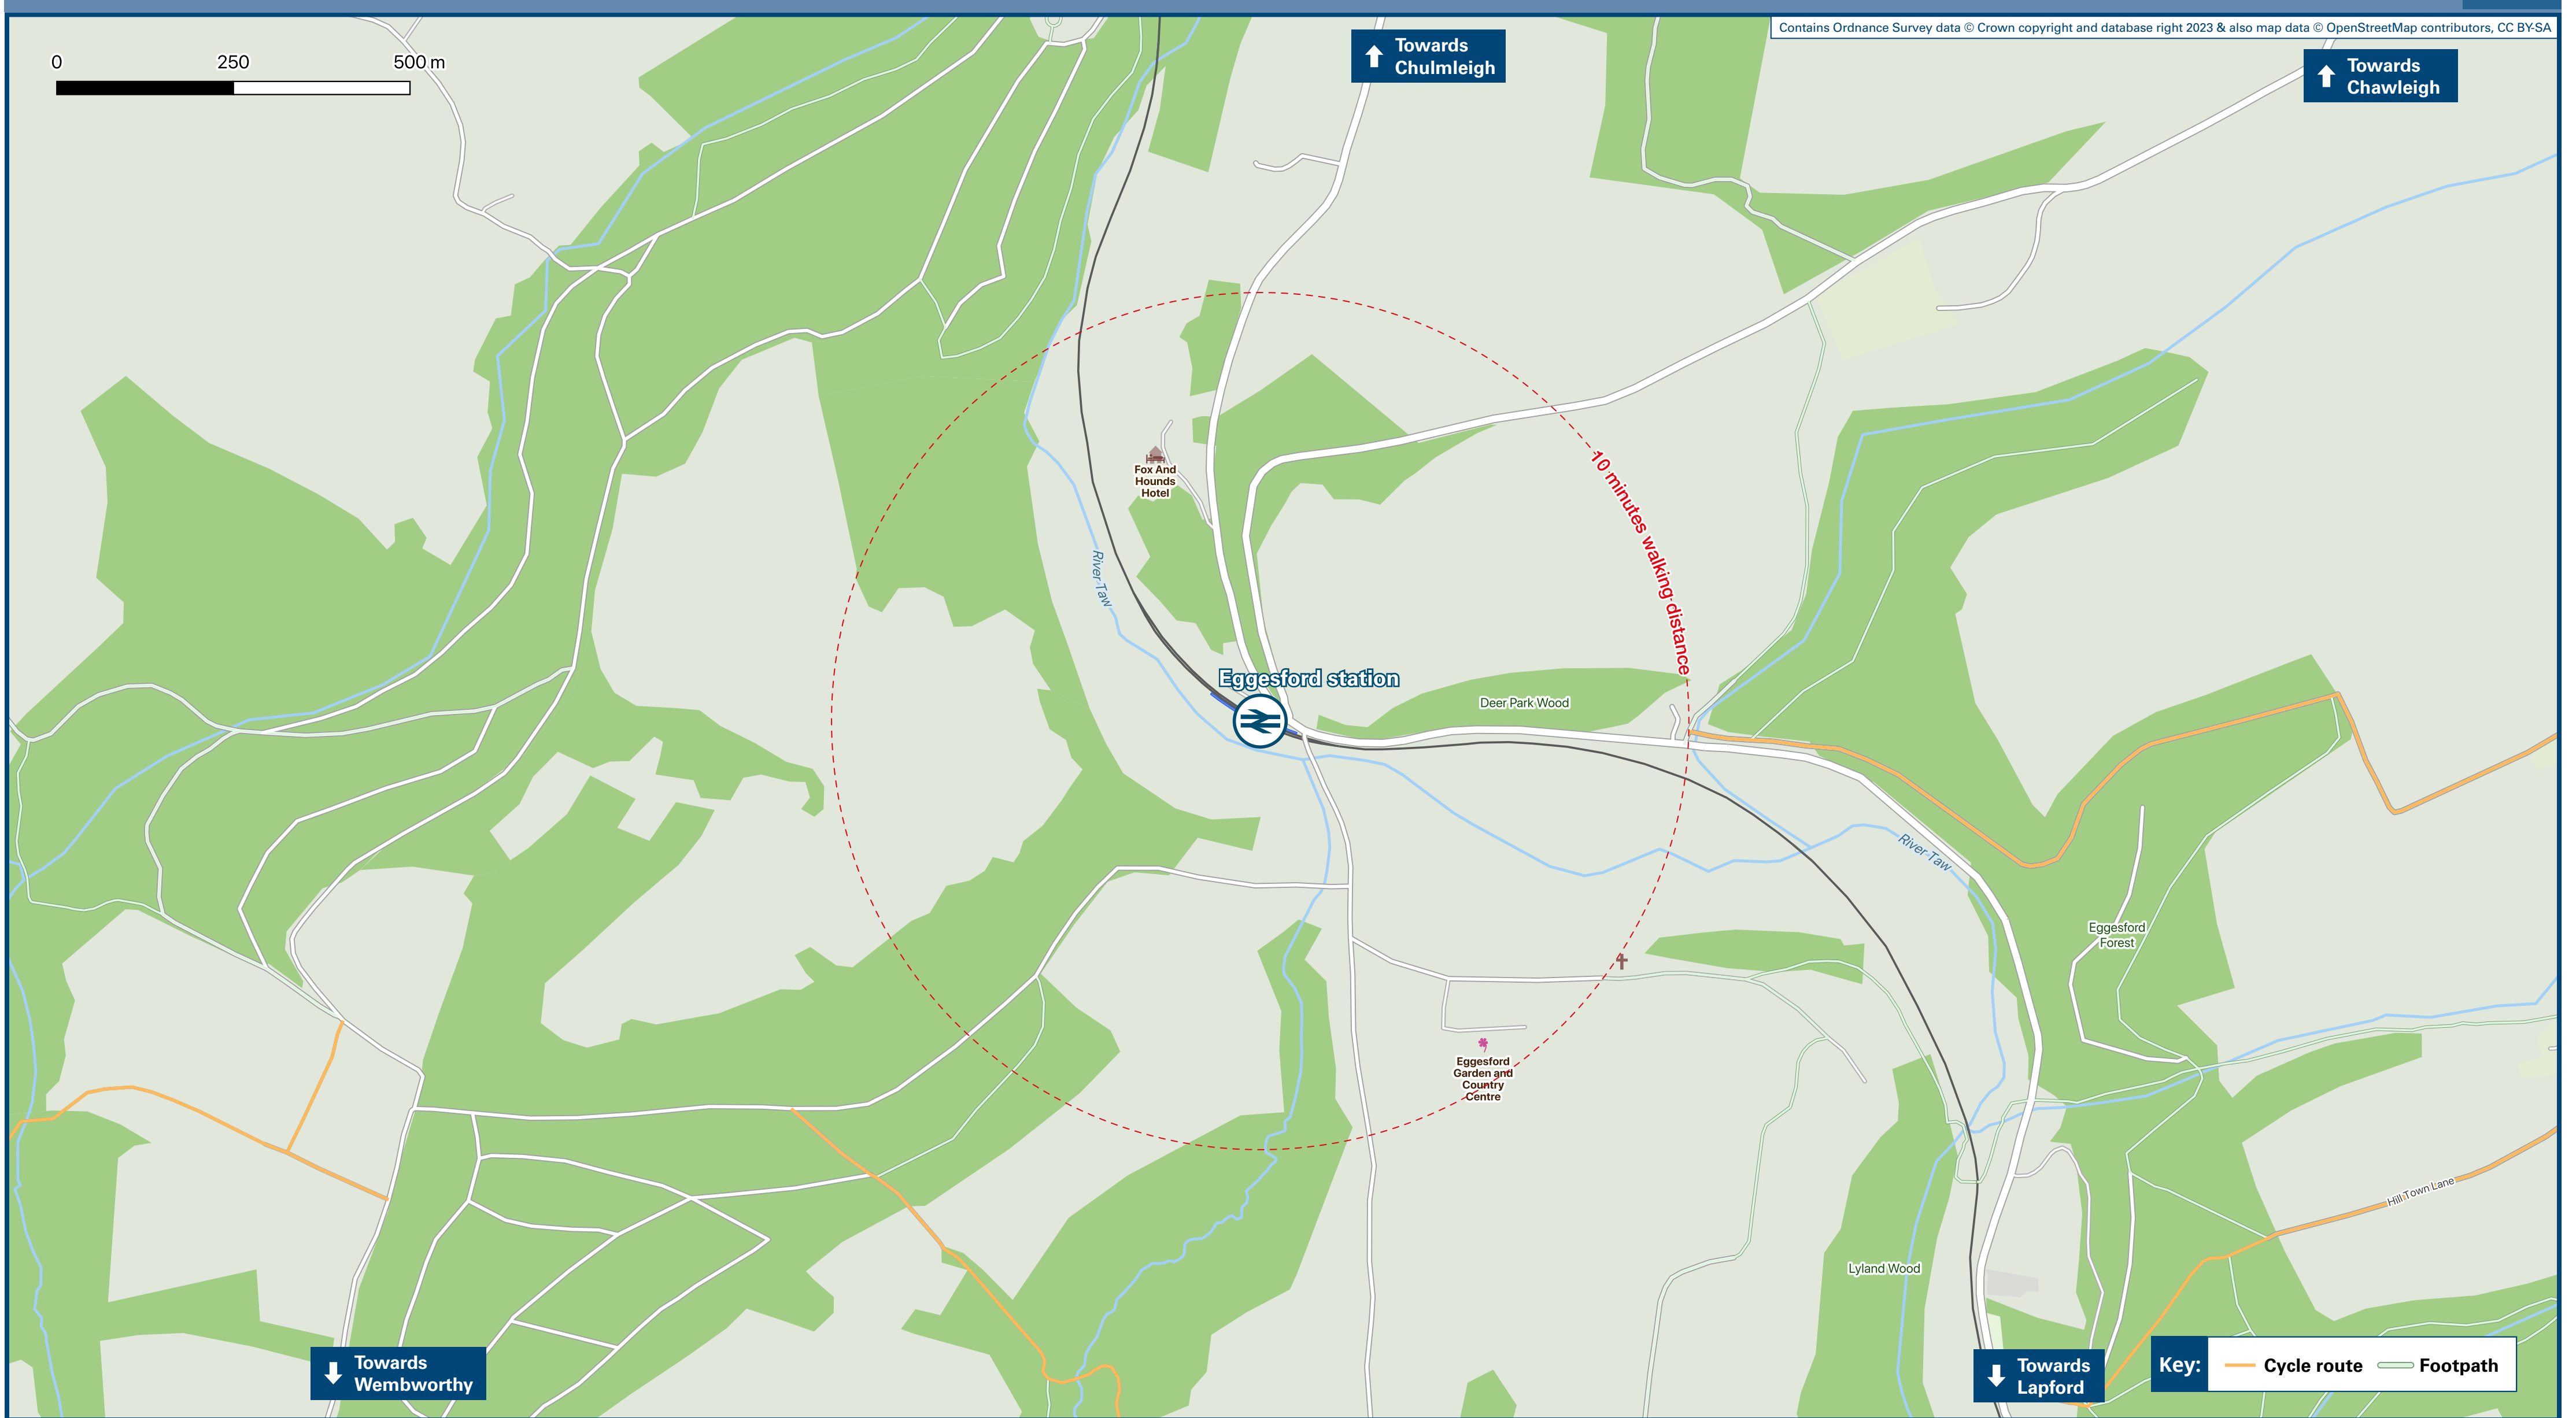 Contains Ordnance Survey data © Crown copyright and database right 2023 & also map data © OpenStreetMap contributors, CC BY-SA
0 250 500 m
Towards
Chulmleigh
Towards
Chawleigh
10 minutes walking distance
Fox And
Hounds
Hotel
River Taw
Eggesford station
Deer Park Wood
River Taw
Eggesford
Forest
Eggesford
Garden and
Country
Centre
Hill Town Lane
Lyland Wood
Towards
Wembworthy
Towards
Lapford
Key: Cycle route Footpath